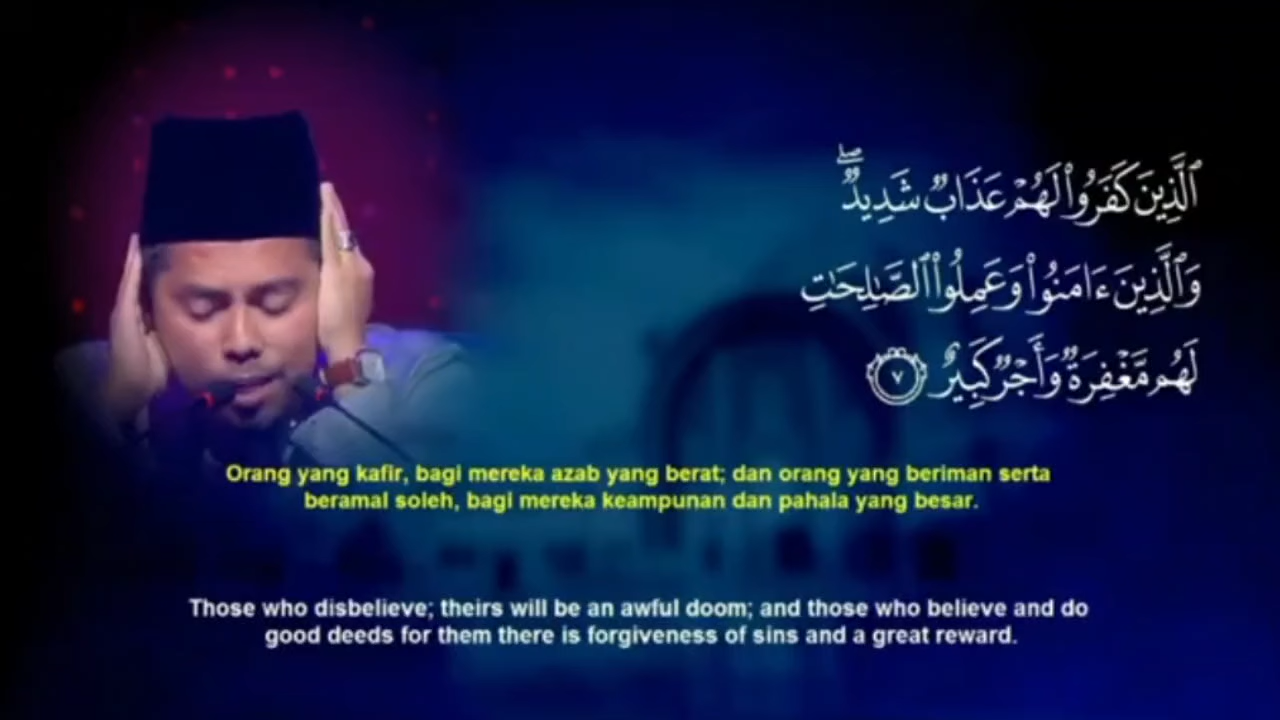 ٱلَّذِينَ كَفَرُوا۟ لَهُمْ عَذَابٌ شَدِيدٌ ۖ
وَٱلَّذِينَ ءَامَنُوا۟ وَعَمِلُوا۟ ٱلصَّـٰلِحَـٰتِ
لَهُم مَّغْفِرَةٌ وَأَجْرٌ كَبِيرٌ ٧
Orang yang kafir, bagi mereka azab yang berat; dan orang yang beriman serta
beramal soleh, bagi mereka keampunan dan pahala yang besar.
Those who disbelieve; theirs will be an awful doom; and those who believe and do
good deeds for them there is forgiveness of sins and a great reward.